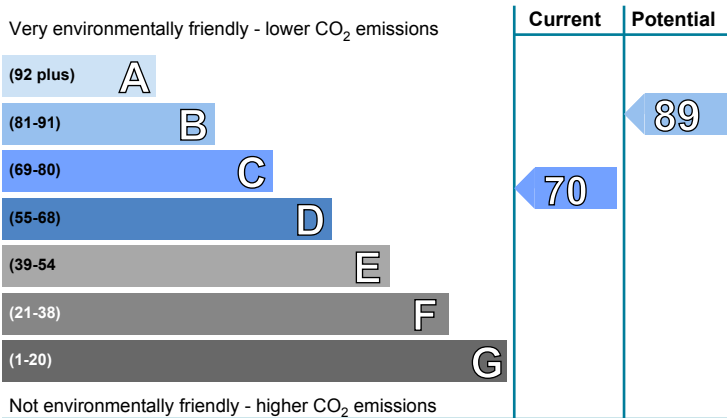 Very environmentally friendly - lower CO2 emissions
Current
Potential
(92 plus) A
(81-91) B
89
(69-80) C
70
(55-68) D
(39-54 E
(21-38) F
(1-20) G
Not environmentally friendly - higher CO2 emissions